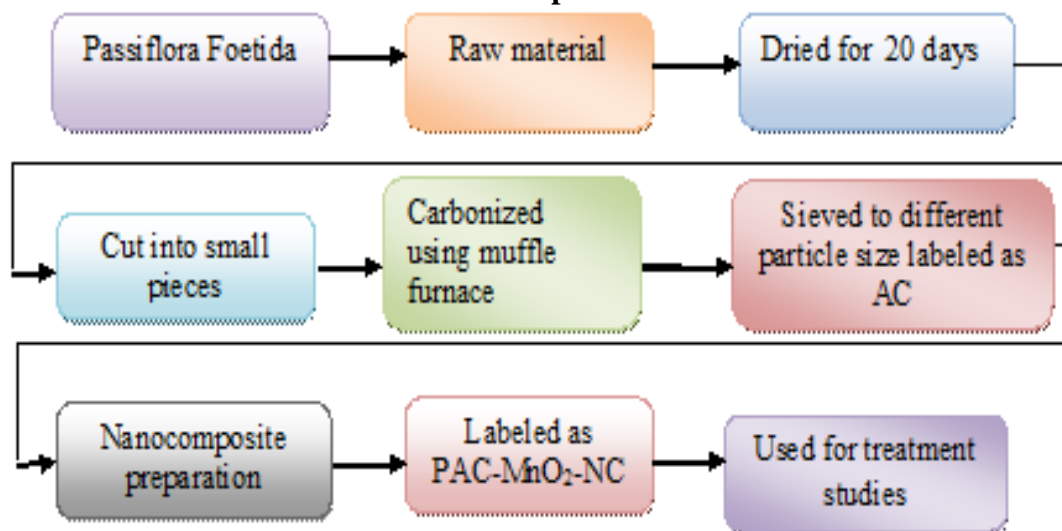 Passiflora Foetida
Raw material
Dried for 20 days
Cut into small
pieces
Carbonized
using muffle
furnace
Sieved to different
particle size labeled as
AC
Nanocomposite
preparation
Labeled as
PAC-MnO₂-NC
Used for treatment
studies